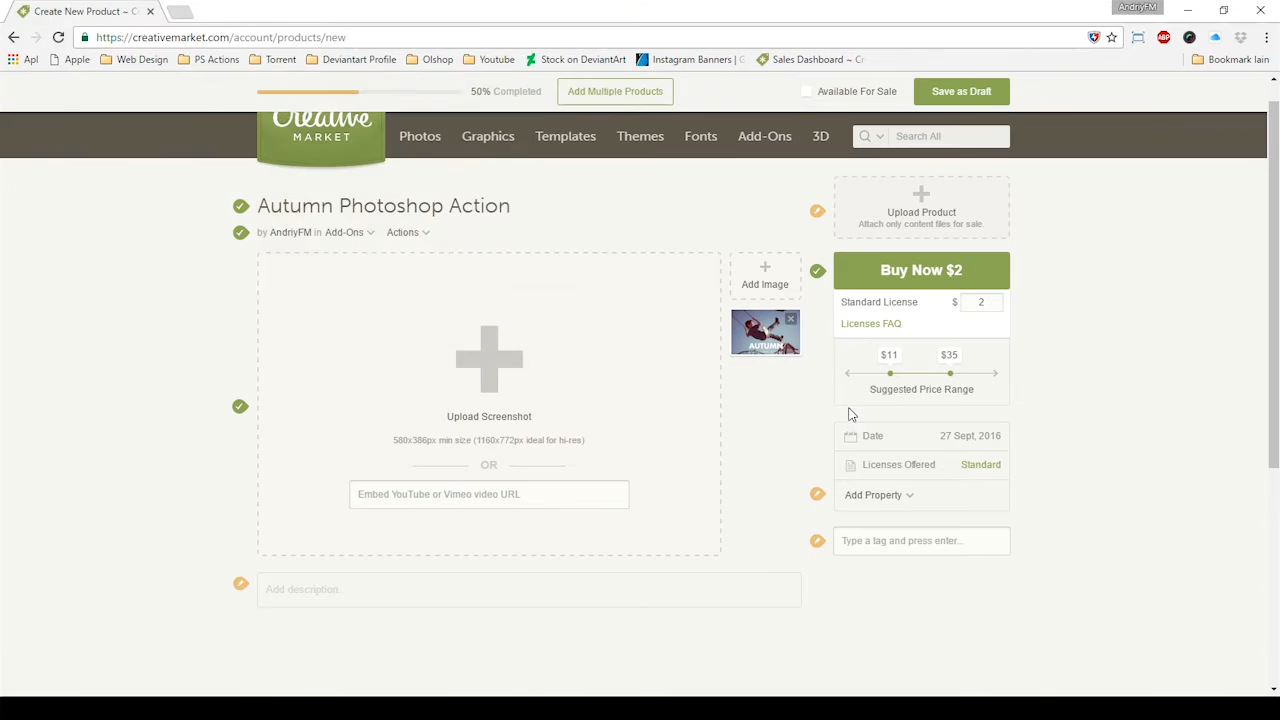 Create New Product ~ C
AndriyFM
https://creativemarket.com/account/products/new
ABP
Apl
Apple
Web Design
PS Actions
Torrent
Deviantart Profile
Olshop
Youtube
Stock on DeviantArt
Instagram Banners | G
Sales Dashboard ~ Cr
Bookmark lain
50% Completed
Add Multiple Products
Available For Sale
Save as Draft
Creative
MARKET
Photos
Graphics
Templates
Themes
Fonts
Add-Ons
3D
Search All
Autumn Photoshop Action
by AndriyFM in Add-Ons
Actions
Upload Screenshot
580x386px min size (1160x772px ideal for hi-res)
OR
Embed YouTube or Vimeo video URL
Add Image
AUTUMN
Add description..
Upload Product
Attach only content files for sale.
Buy Now $2
Standard License $ 2
Licenses FAQ
$11 $35
Suggested Price Range
Date 27 Sept, 2016
Licenses Offered Standard
Add Property
Type a tag and press enter...